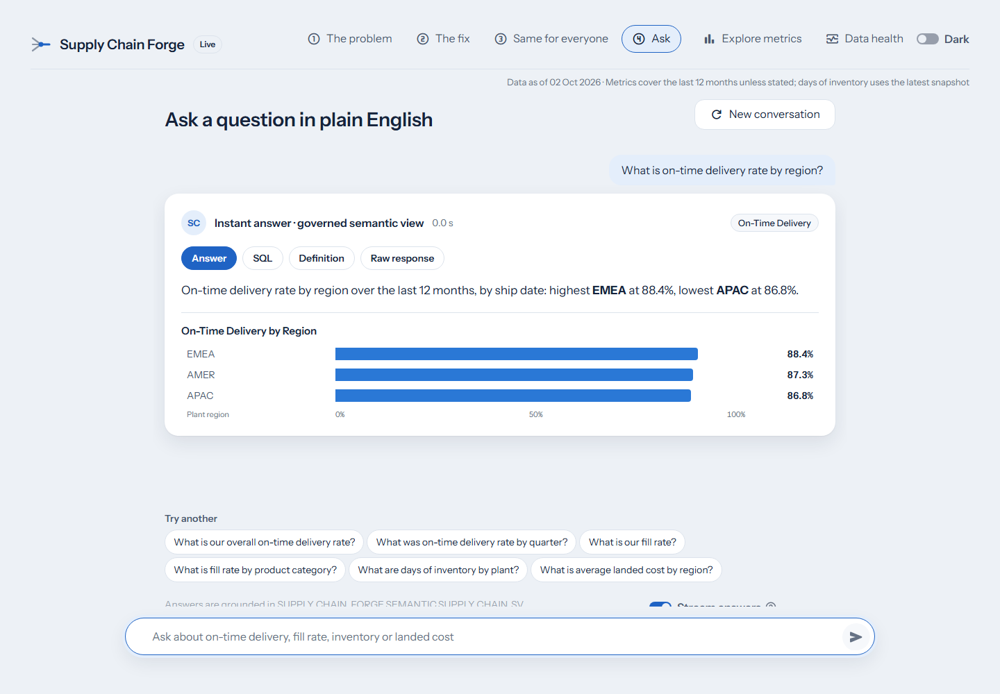 Supply Chain Forge
Live
1 The problem
2 The fix
3 Same for everyone
4 Ask
Explore metrics
Data health
Dark
Data as of 02 Oct 2026 · Metrics cover the last 12 months unless stated; days of inventory uses the latest snapshot
Ask a question in plain English
New conversation
What is on-time delivery rate by region?
SC
Instant answer · governed semantic view
0.0 s
On-Time Delivery
Answer
SQL
Definition
Raw response
On-time delivery rate by region over the last 12 months, by ship date: highest EMEA at 88.4%, lowest APAC at 86.8%.
On-Time Delivery by Region
EMEA 88.4%
AMER 87.3%
APAC 86.8%
Plant region 0% 50% 100%
Try another
What is our overall on-time delivery rate?
What was on-time delivery rate by quarter?
What is our fill rate?
What is fill rate by product category?
What are days of inventory by plant?
What is average landed cost by region?
Answers are grounded in SUPPLY_CHAIN_FORGE.SEMANTIC.SUPPLY_CHAIN_SV
Stream answers
Ask about on-time delivery, fill rate, inventory or landed cost